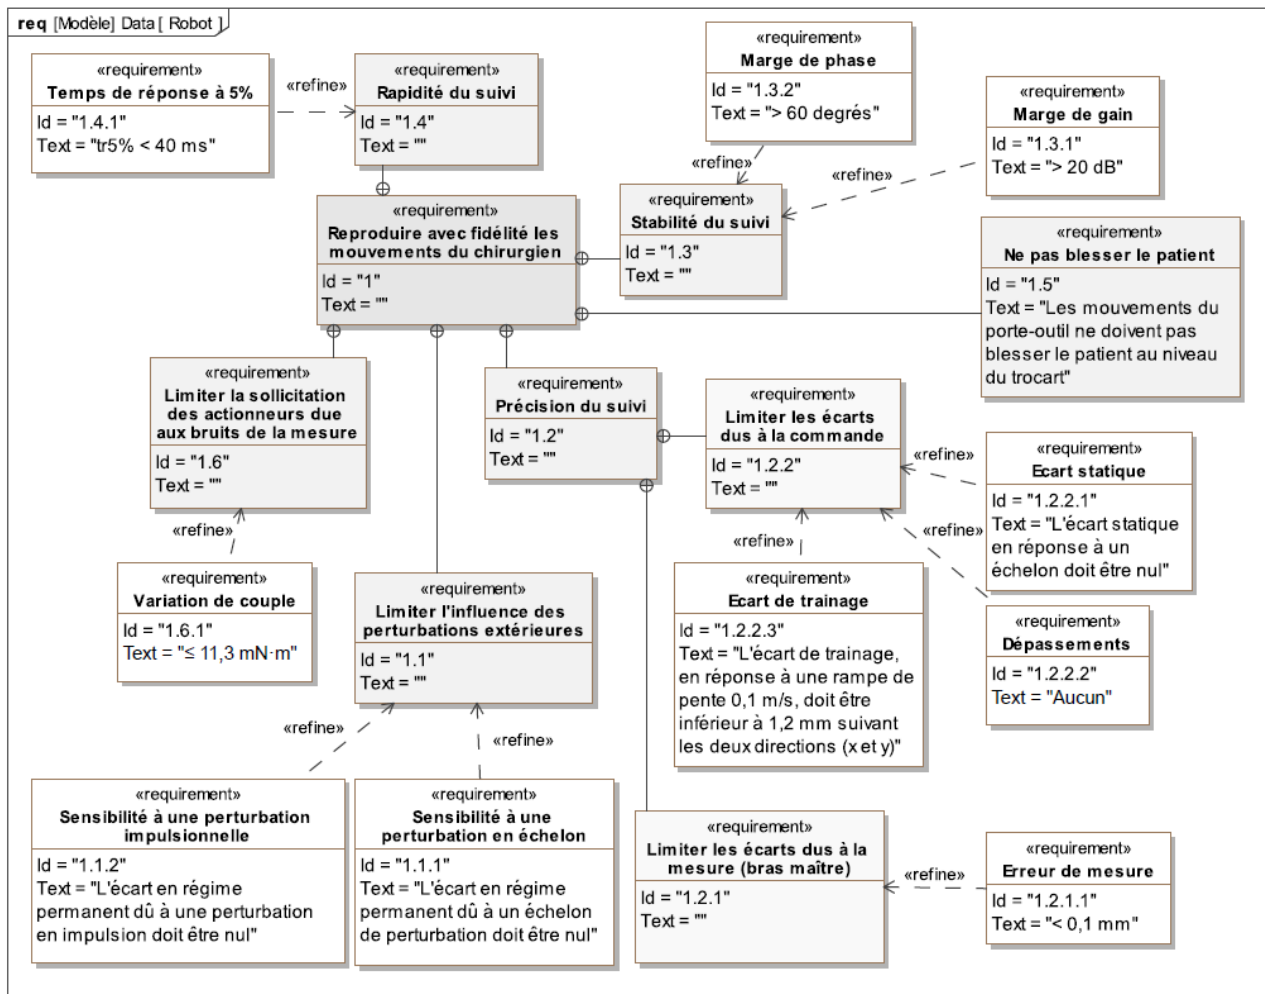 req [Modèle] Data [ Robot ]
«requirement»
Temps de réponse à 5%
Id = "1.4.1"
Text = "tr5% < 40 ms"
«refine»
«requirement»
Rapidité du suivi
Id = "1.4"
Text = ""
«requirement»
Marge de phase
Id = "1.3.2"
Text = "> 60 degrés"
«refine»
«requirement»
Marge de gain
Id = "1.3.1"
Text = "> 20 dB"
«refine»
«requirement»
Reproduire avec fidélité les
mouvements du chirurgien
Id = "1"
Text = ""
«requirement»
Stabilité du suivi
Id = "1.3"
Text = ""
«requirement»
Ne pas blesser le patient
Id = "1.5"
Text = "Les mouvements du
porte-outil ne doivent pas
blesser le patient au niveau
du trocart"
«requirement»
Limiter la sollicitation
des actionneurs due
aux bruits de la mesure
Id = "1.6"
Text = ""
«refine»
«requirement»
Précision du suivi
Id = "1.2"
Text = ""
«requirement»
Limiter les écarts
dus à la commande
Id = "1.2.2"
Text = ""
«refine»
«requirement»
Ecart statique
Id = "1.2.2.1"
Text = "L'écart statique
en réponse à un
échelon doit être nul"
«refine»
«refine»
«requirement»
Variation de couple
Id = "1.6.1"
Text = "≤ 11,3 mN·m"
«requirement»
Limiter l'influence des
perturbations extérieures
Id = "1.1"
Text = ""
«requirement»
Ecart de trainage
Id = "1.2.2.3"
Text = "L'écart de trainage,
en réponse à une rampe de
pente 0,1 m/s, doit être
inférieur à 1,2 mm suivant
les deux directions (x et y)"
«requirement»
Dépassements
Id = "1.2.2.2"
Text = "Aucun"
«refine»
«refine»
«requirement»
Sensibilité à une perturbation
impulsionnelle
Id = "1.1.2"
Text = "L'écart en régime
permanent dû à une perturbation
en impulsion doit être nul"
«requirement»
Sensibilité à une
perturbation en échelon
Id = "1.1.1"
Text = "L'écart en régime
permanent dû à un échelon
de perturbation doit être nul"
«requirement»
Limiter les écarts dus à la
mesure (bras maître)
Id = "1.2.1"
Text = ""
«refine»
«requirement»
Erreur de mesure
Id = "1.2.1.1"
Text = "< 0,1 mm"